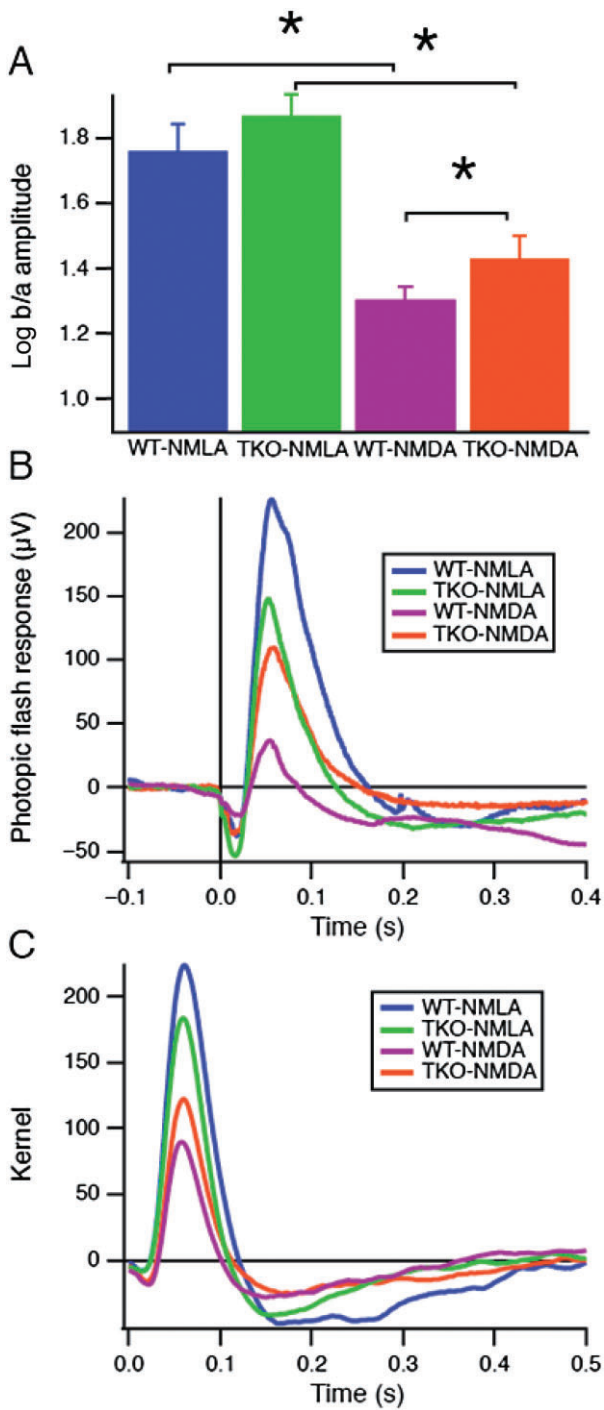 A
*
*
*
Log b/a amplitude
1.8
1.6
1.4
1.2
1.0
WT-NMLA TKO-NMLA WT-NMDA TKO-NMDA
B
Photopic flash response (µV)
200
150
100
50
0
−50
WT-NMLA
TKO-NMLA
WT-NMDA
TKO-NMDA
−0.1 0.0 0.1 0.2 0.3 0.4
Time (s)
C
Kernel
200
150
100
50
0
WT-NMLA
TKO-NMLA
WT-NMDA
TKO-NMDA
0.0 0.1 0.2 0.3 0.4 0.5
Time (s)